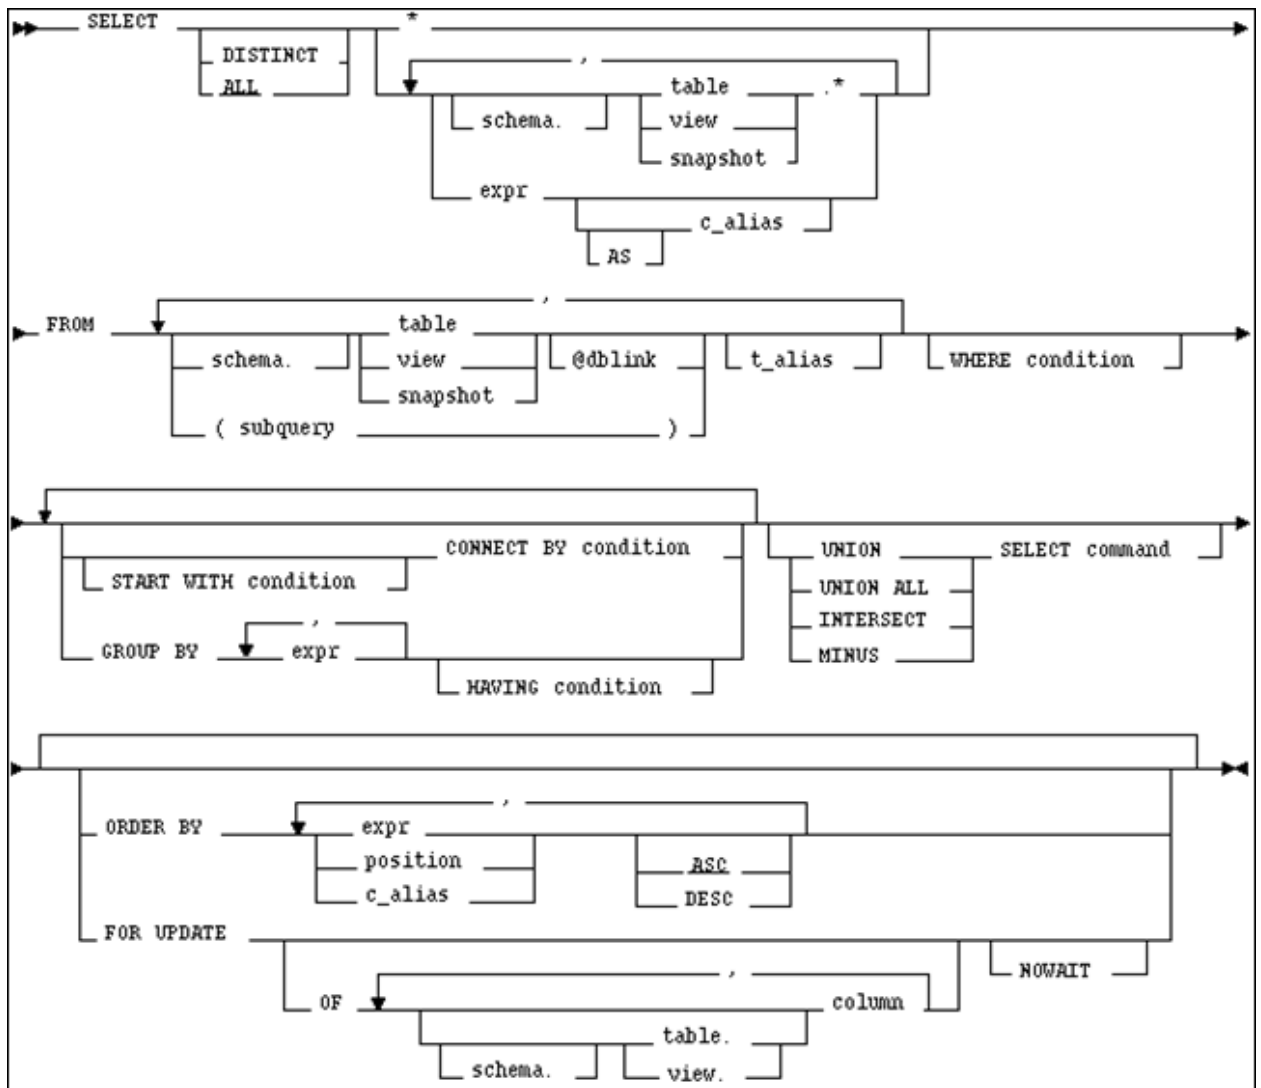 SELECT *
DISTINCT ,
ALL table .*
schema. view
snapshot
expr
c_alias
AS
,
FROM table
schema. view @dblink t_alias WHERE condition
snapshot
( subquery )
CONNECT BY condition UNION SELECT command
START WITH condition UNION ALL
, INTERSECT
GROUP BY expr MINUS
HAVING condition
,
ORDER BY expr
position ASC
c_alias DESC
FOR UPDATE
, NOWAIT
OF column
table.
schema. view.